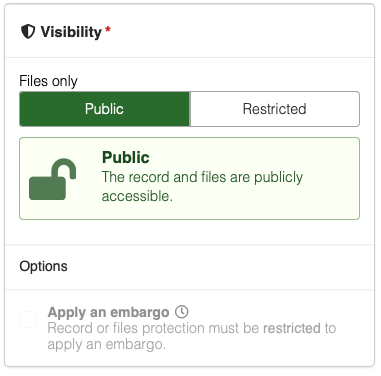 Visibility *
Files only
Public
Restricted
Public
The record and files are publicly
accessible.
Options
Apply an embargo
Record or files protection must be restricted to
apply an embargo.